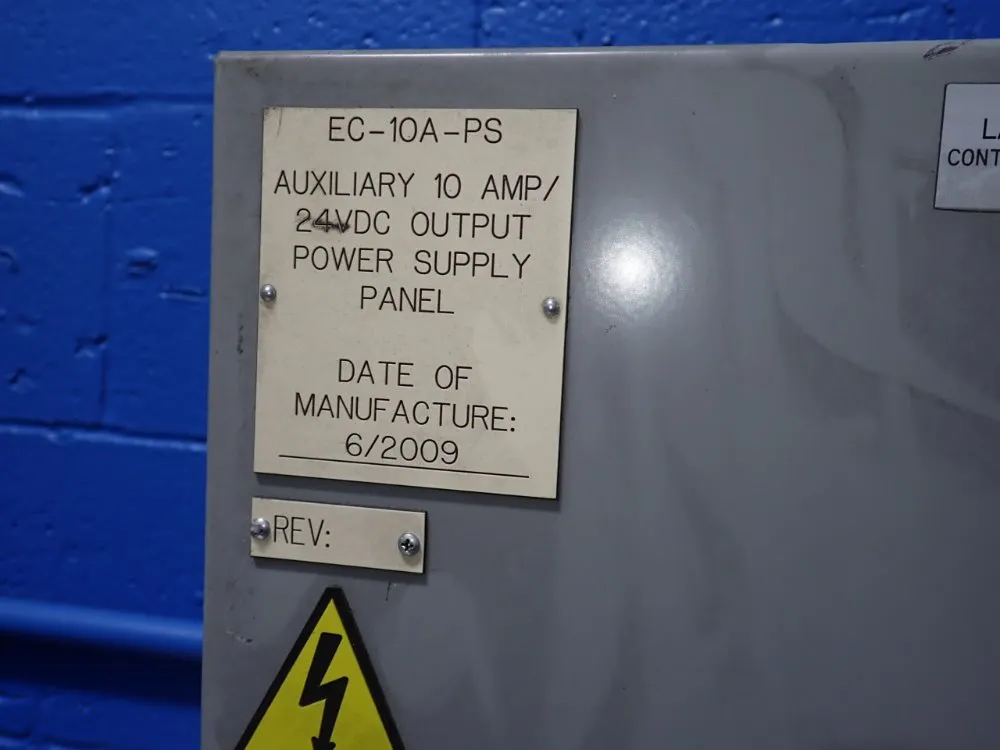 EC-10A-PS
AUXILIARY 10 AMP/
24VDC OUTPUT
POWER SUPPLY
PANEL
DATE OF
MANUFACTURE:
6/2009
REV: